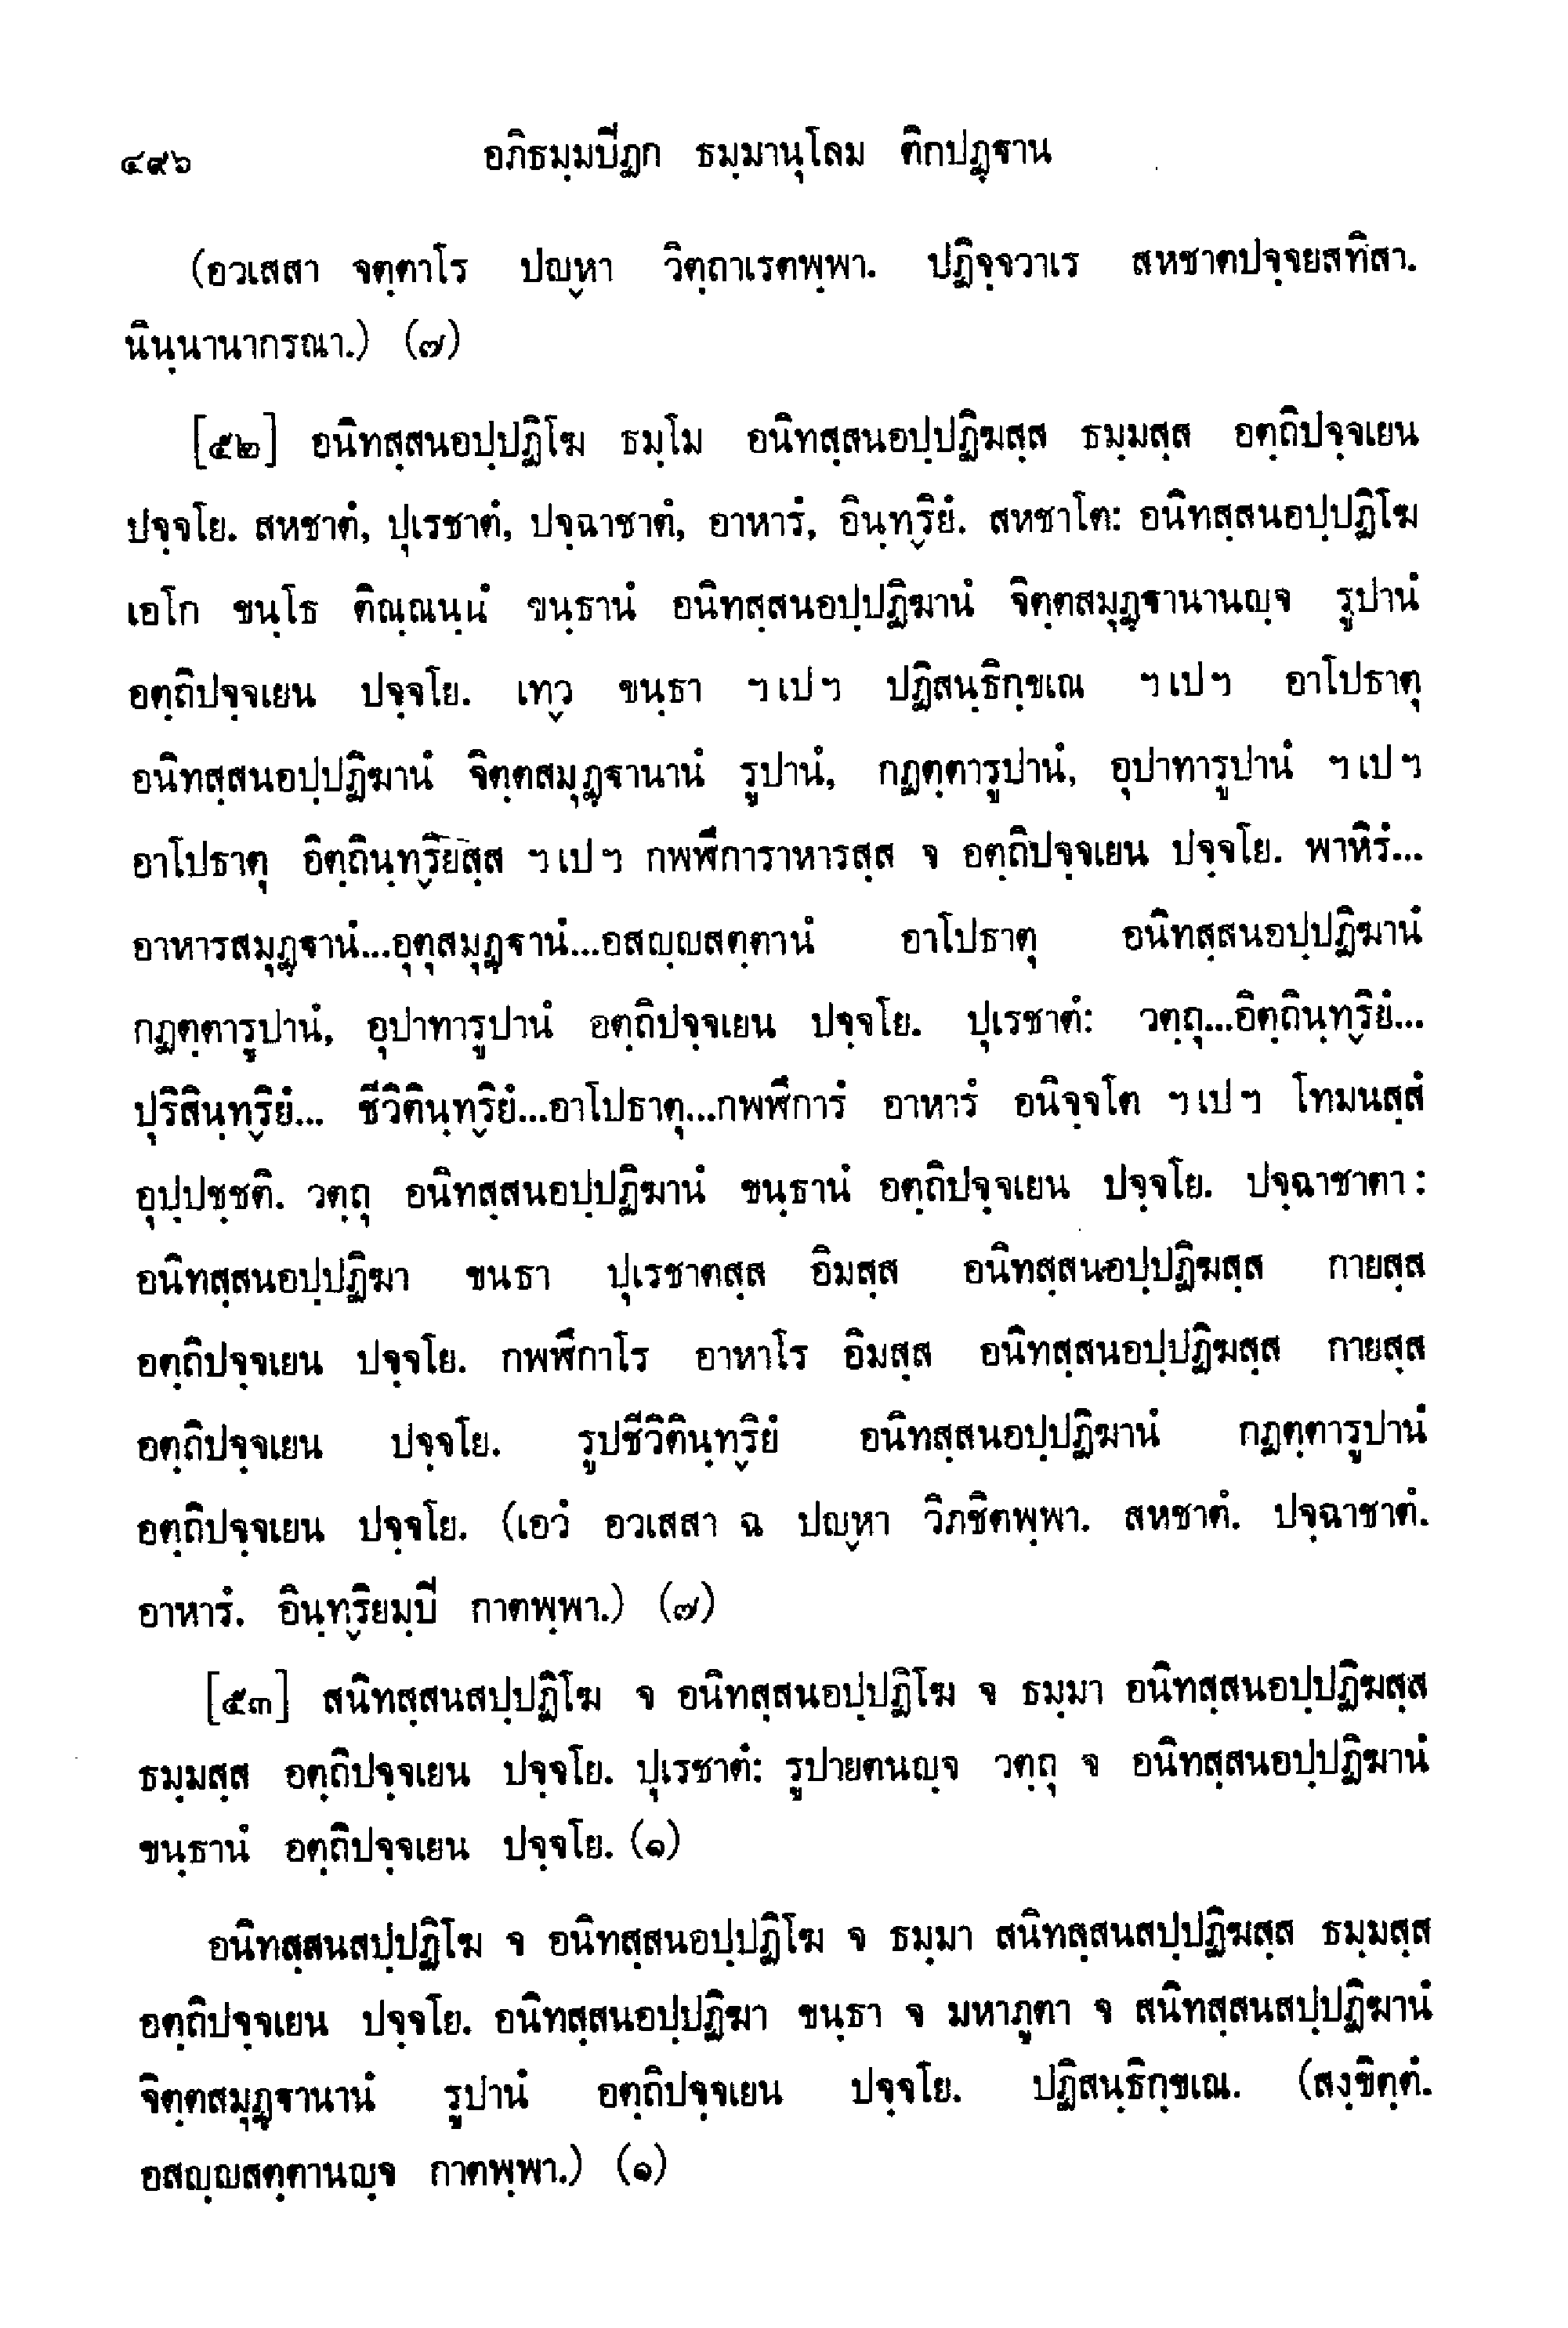 ๔๙๖ อภิธมฺมปิฏก ธมฺมานุโลม ติกปฏฺฐาน
(อวเสสา จตฺตาโร ปญฺหา วิตฺถาเรตพฺพา. ปฏิจฺจวาเร สหชาตปจฺจยสทิสา.
นินฺนานากรณา.) (๗)
[๕๒] อนิทสฺสนอปฺปฏิโฆ ธมฺโม อนิทสฺสนอปฺปฏิฆสฺส ธมฺมสฺส อตฺถิปจฺจเยน
ปจฺจโย. สหชาตํ, ปุเรชาตํ, ปจฺฉาชาตํ, อาหารํ, อินฺทฺริยํ. สหชาโต: อนิทสฺสนอปฺปฏิโฆ
เอโก ขนฺโธ ติณฺณนฺนํ ขนฺธานํ อนิทสฺสนอปฺปฏิฆานํ จิตฺตสมุฏฺฐานานญฺจ รูปานํ
อตฺถิปจฺจเยน ปจฺจโย. เทฺว ขนฺธา ฯเปฯ ปฏิสนฺธิกฺขเณ ฯเปฯ อาโปธาตุ
อนิทสฺสนอปฺปฏิฆานํ จิตฺตสมุฏฺฐานานํ รูปานํ, กฏตฺตารูปานํ, อุปาทารูปานํ ฯเปฯ
อาโปธาตุ อิตฺถินฺทฺริยสฺส ฯเปฯ กพฬีการาหารสฺส จ อตฺถิปจฺจเยน ปจฺจโย. พาหิรํ...
อาหารสมุฏฺฐานํ...อุตุสมุฏฺฐานํ...อสญฺญสตฺตานํ อาโปธาตุ อนิทสฺสนอปฺปฏิฆานํ
กฏตฺตารูปานํ, อุปาทารูปานํ อตฺถิปจฺจเยน ปจฺจโย. ปุเรชาตํ: วตฺถุ...อิตฺถินฺทฺริยํ...
ปุริสินฺทฺริยํ... ชีวิตินฺทฺริยํ...อาโปธาตุ...กพฬีการํ อาหารํ อนิจฺจโต ฯเปฯ โทมนสฺสํ
อุปฺปชฺชติ. วตฺถุ อนิทสฺสนอปฺปฏิฆานํ ขนฺธานํ อตฺถิปจฺจเยน ปจฺจโย. ปจฺฉาชาตา:
อนิทสฺสนอปฺปฏิฆา ขนธา ปุเรชาตสฺส อิมสฺส อนิทสฺสนอปฺปฏิฆสฺส กายสฺส
อตฺถิปจฺจเยน ปจฺจโย. กพฬีกาโร อาหาโร อิมสฺส อนิทสฺสนอปฺปฏิฆสฺส กายสฺส
อตฺถิปจฺจเยน ปจฺจโย. รูปชีวิตินฺทฺริยํ อนิทสฺสนอปฺปฏิฆานํ กฏตฺตารูปานํ
อตฺถิปจฺจเยน ปจฺจโย. (เอวํ อวเสสา ฉ ปญฺหา วิภชิตพฺพา. สหชาตํ. ปจฺฉาชาตํ.
อาหารํ. อินฺทฺริยมฺปิ กาตพฺพา.) (๗)
[๕๓] สนิทสฺสนสปฺปฏิโฆ จ อนิทสฺสนอปฺปฏิโฆ จ ธมฺมา อนิทสฺสนอปฺปฏิฆสฺส
ธมฺมสฺส อตฺถิปจฺจเยน ปจฺจโย. ปุเรชาตํ: รูปายตนญฺจ วตฺถุ จ อนิทสฺสนอปฺปฏิฆานํ
ขนฺธานํ อตฺถิปจฺจเยน ปจฺจโย. (๑)
อนิทสฺสนสปฺปฏิโฆ จ อนิทสฺสนอปฺปฏิโฆ จ ธมฺมา สนิทสฺสนสปฺปฏิฆสฺส ธมฺมสฺส
อตฺถิปจฺจเยน ปจฺจโย. อนิทสฺสนอปฺปฏิฆา ขนฺธา จ มหาภูตา จ สนิทสฺสนสปฺปฏิฆานํ
จิตฺตสมุฏฺฐานานํ รูปานํ อตฺถิปจฺจเยน ปจฺจโย. ปฏิสนฺธิกฺขเณ. (สงฺขิตฺตํ.
อสญฺญสตฺตานญฺจ กาตพฺพา.) (๑)